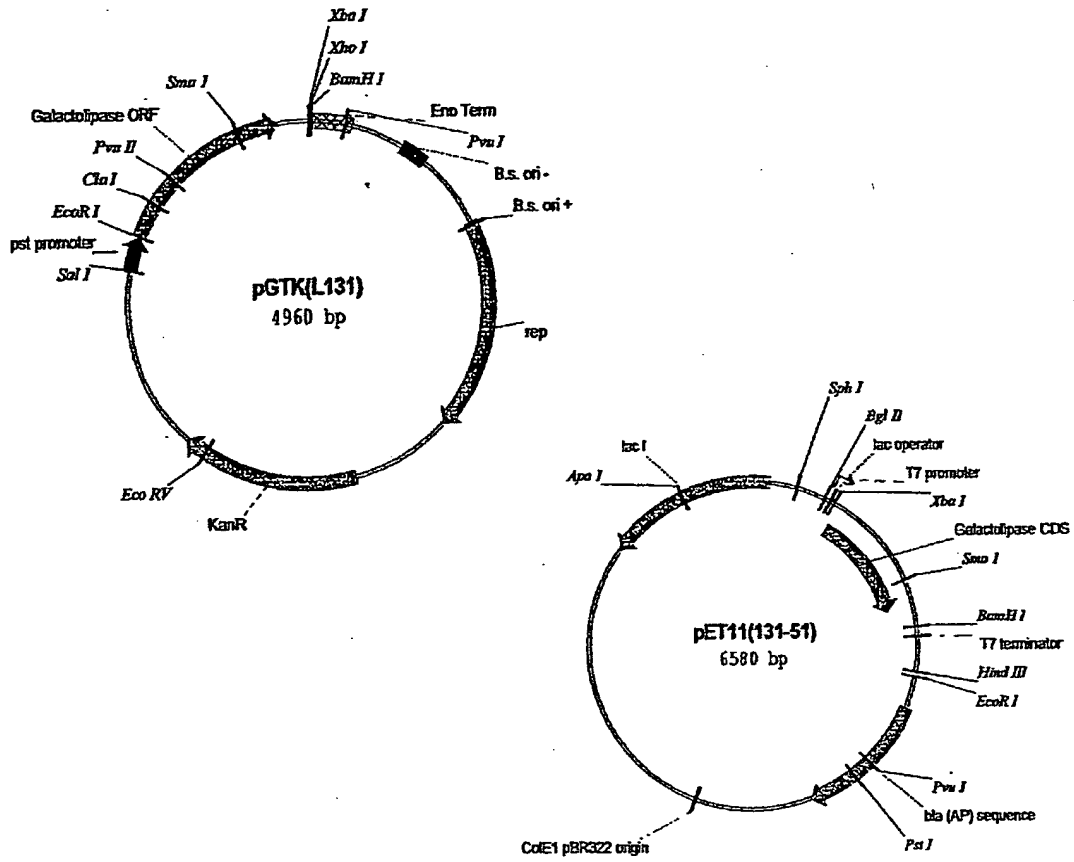 Xba I
Xho I
BamH I
Sma I
Eno Term
Galactolipase ORF
Pvu I
Pvu II
B.s. ori -
Cla I
B.s. ori +
EcoR I
pst promoter
Sal I
pGTK(L131)
4960 bp
rep
Eco RV
KanR
Sph I
Bgl II
lac I
lac operator
Apa I
T7 promoter
Xba I
Galactolipase CDS
Sma I
BamH I
pET11(131-51)
T7 terminator
6580 bp
Hind III
EcoR I
Pvu I
bla (AP) sequence
Pst I
ColE1 pBR322 origin